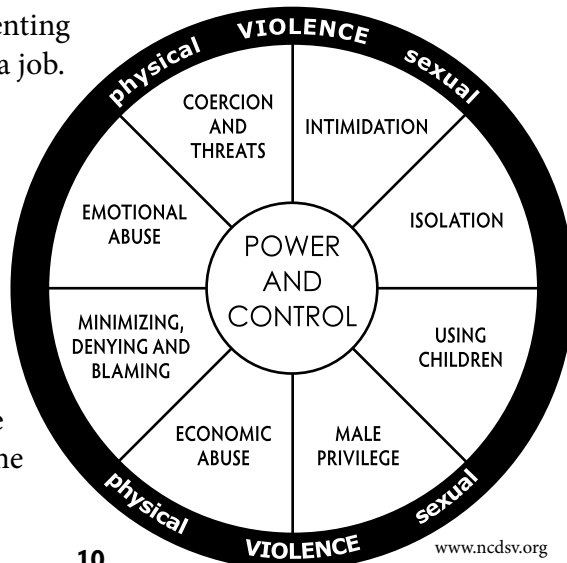 enting
a job.
physical VIOLENCE sexual
COERCION
AND
THREATS
INTIMIDATION
EMOTIONAL
ABUSE
ISOLATION
POWER
AND
CONTROL
MINIMIZING,
DENYING AND
BLAMING
USING
CHILDREN
ECONOMIC
ABUSE
MALE
PRIVILEGE
physical VIOLENCE sexual
e
ne
10
www.ncdsv.org